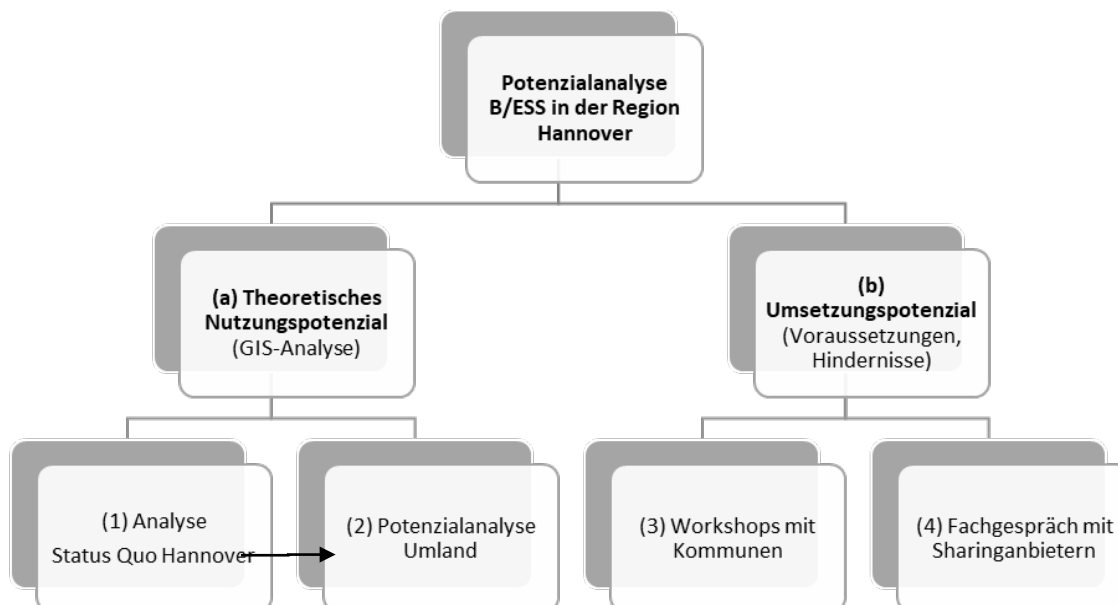 Potenzialanalyse
B/ESS in der Region
Hannover
(a) Theoretisches
Nutzungspotenzial
(GIS-Analyse)
(b)
Umsetzungspotenzial
(Voraussetzungen,
Hindernisse)
(1) Analyse
Status Quo Hannover
(2) Potenzialanalyse
Umland
(3) Workshops mit
Kommunen
(4) Fachgespräch mit
Sharinganbietern